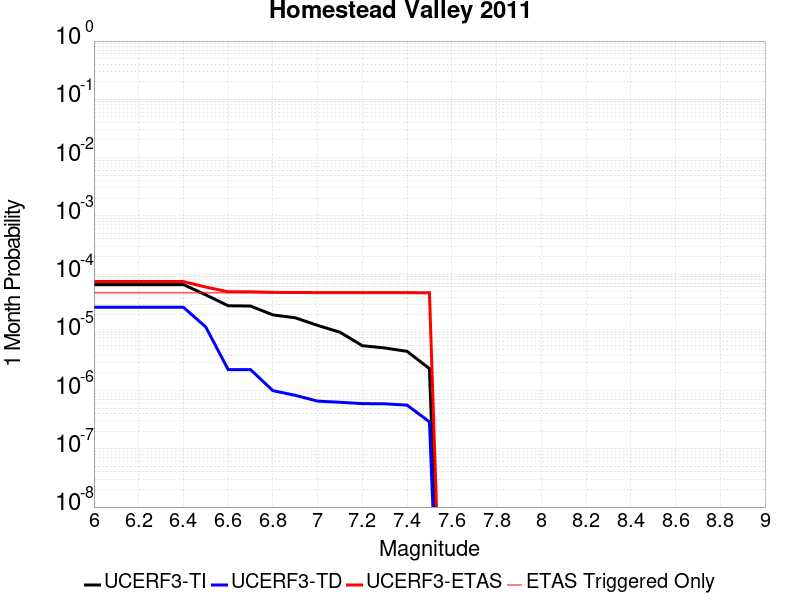 Homestead Valley 2011
1 Month Probability
10^0
10^-1
10^-2
10^-3
10^-4
10^-5
10^-6
10^-7
10^-8
6 6.2 6.4 6.6 6.8 7 7.2 7.4 7.6 7.8 8 8.2 8.4 8.6 8.8 9
Magnitude
UCERF3-TI UCERF3-TD UCERF3-ETAS ETAS Triggered Only